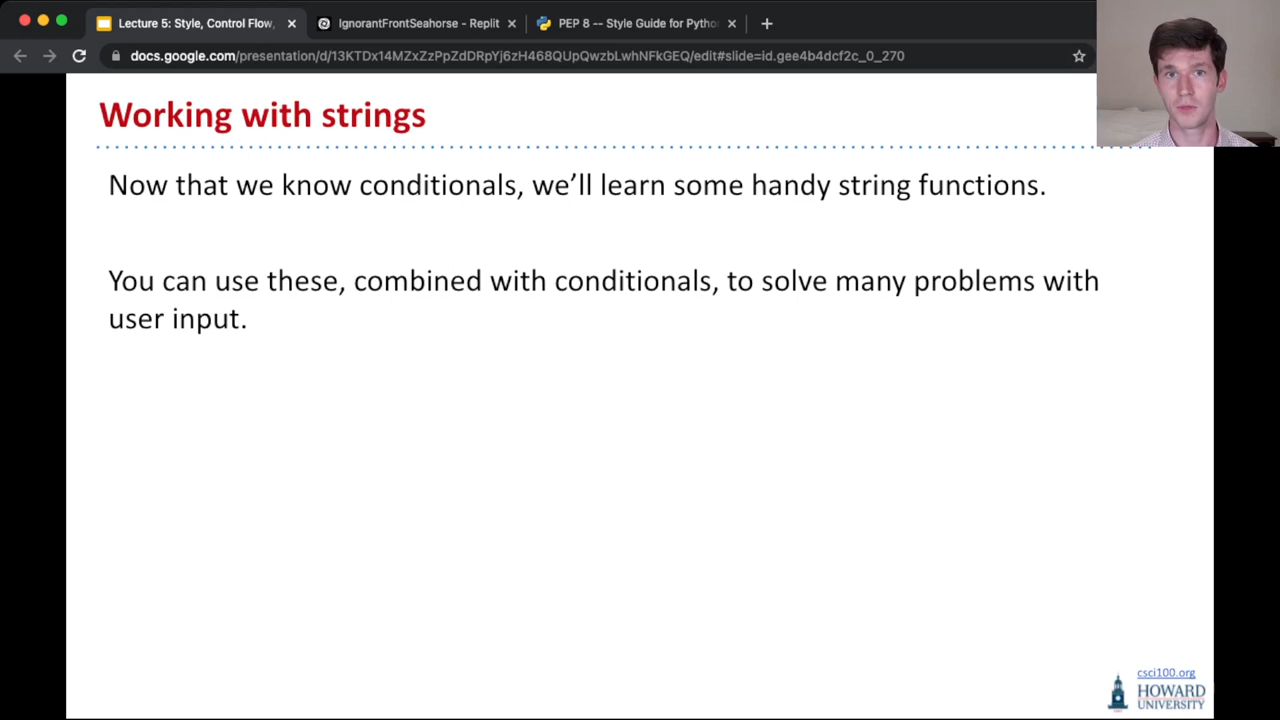 Lecture 5: Style, Control Flow,
IgnorantFrontSeahorse - Replit
PEP 8 -- Style Guide for Pytho
docs.google.com/presentation/d/13KTDx14MZxZzPpZdDRpYj6zH468QUpQwzbLwhNFkGEQ/edit#slide=id.gee4b4dcf2c_0_270
Working with strings
Now that we know conditionals, we’ll learn some handy string functions.
You can use these, combined with conditionals, to solve many problems with
user input.
csci100.org
HOWARD
UNIVERSITY